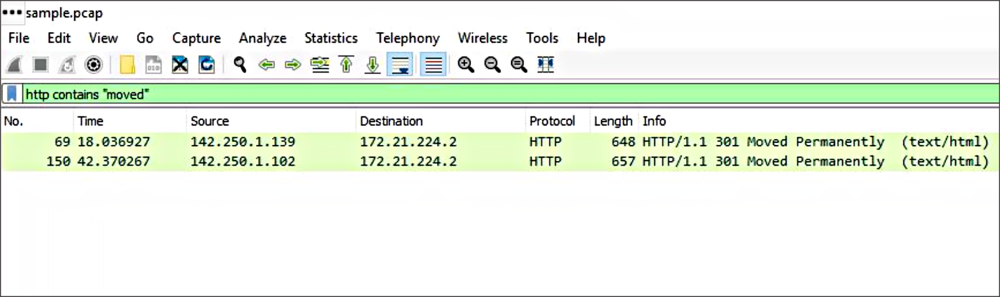 ••• sample.pcap
File Edit View Go Capture Analyze Statistics Telephony Wireless Tools Help
http contains "moved"
No. Time Source Destination Protocol Length Info
69 18.036927 142.250.1.139 172.21.224.2 HTTP 648 HTTP/1.1 301 Moved Permanently (text/html)
150 42.370267 142.250.1.102 172.21.224.2 HTTP 657 HTTP/1.1 301 Moved Permanently (text/html)